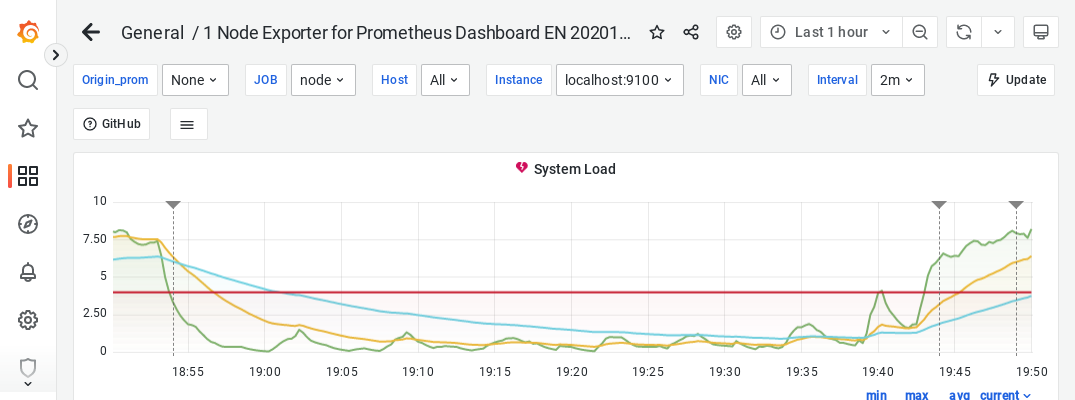 General / 1 Node Exporter for Prometheus Dashboard EN 20201...
Last 1 hour
Origin_prom None JOB node Host All Instance localhost:9100 NIC All Interval 2m Update
GitHub
System Load
10
7.50
5
2.50
0
18:55 19:00 19:05 19:10 19:15 19:20 19:25 19:30 19:35 19:40 19:45 19:50
min max avg current